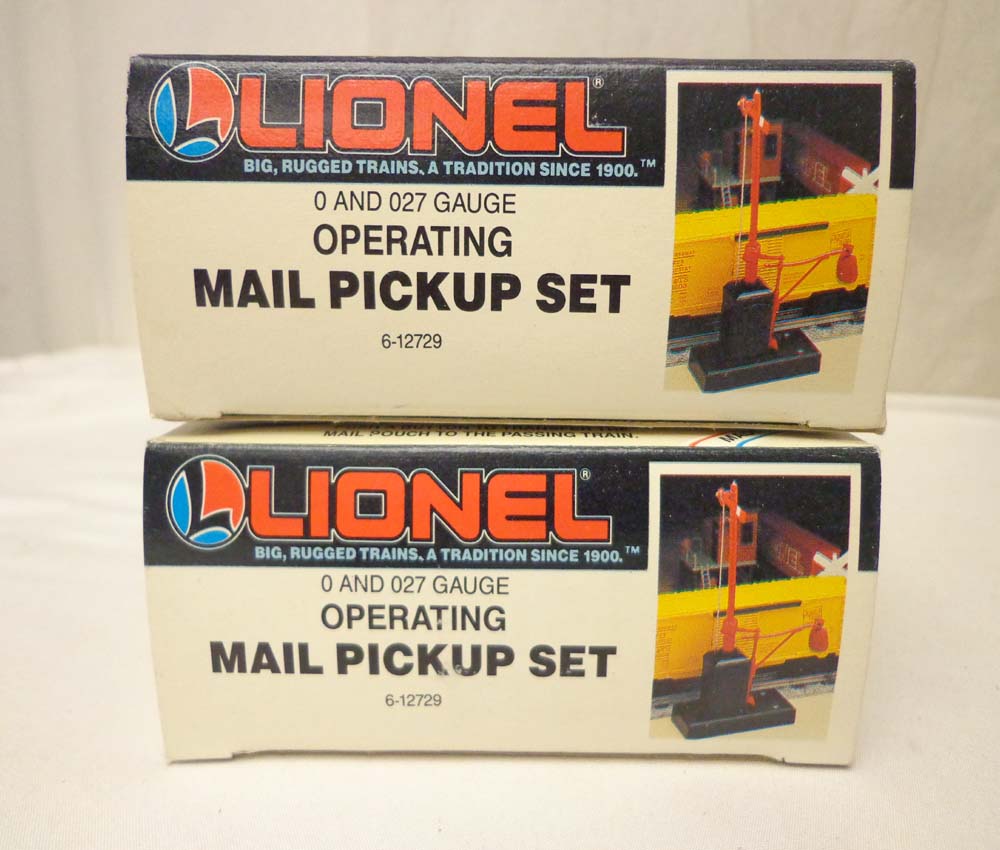 LIONEL®
BIG, RUGGED TRAINS, A TRADITION SINCE 1900.™
0 AND 027 GAUGE
OPERATING
MAIL PICKUP SET
6-12729
MAIL POUCH TO THE PASSING TRAIN.
LIONEL®
BIG, RUGGED TRAINS, A TRADITION SINCE 1900.™
0 AND 027 GAUGE
OPERATING
MAIL PICKUP SET
6-12729